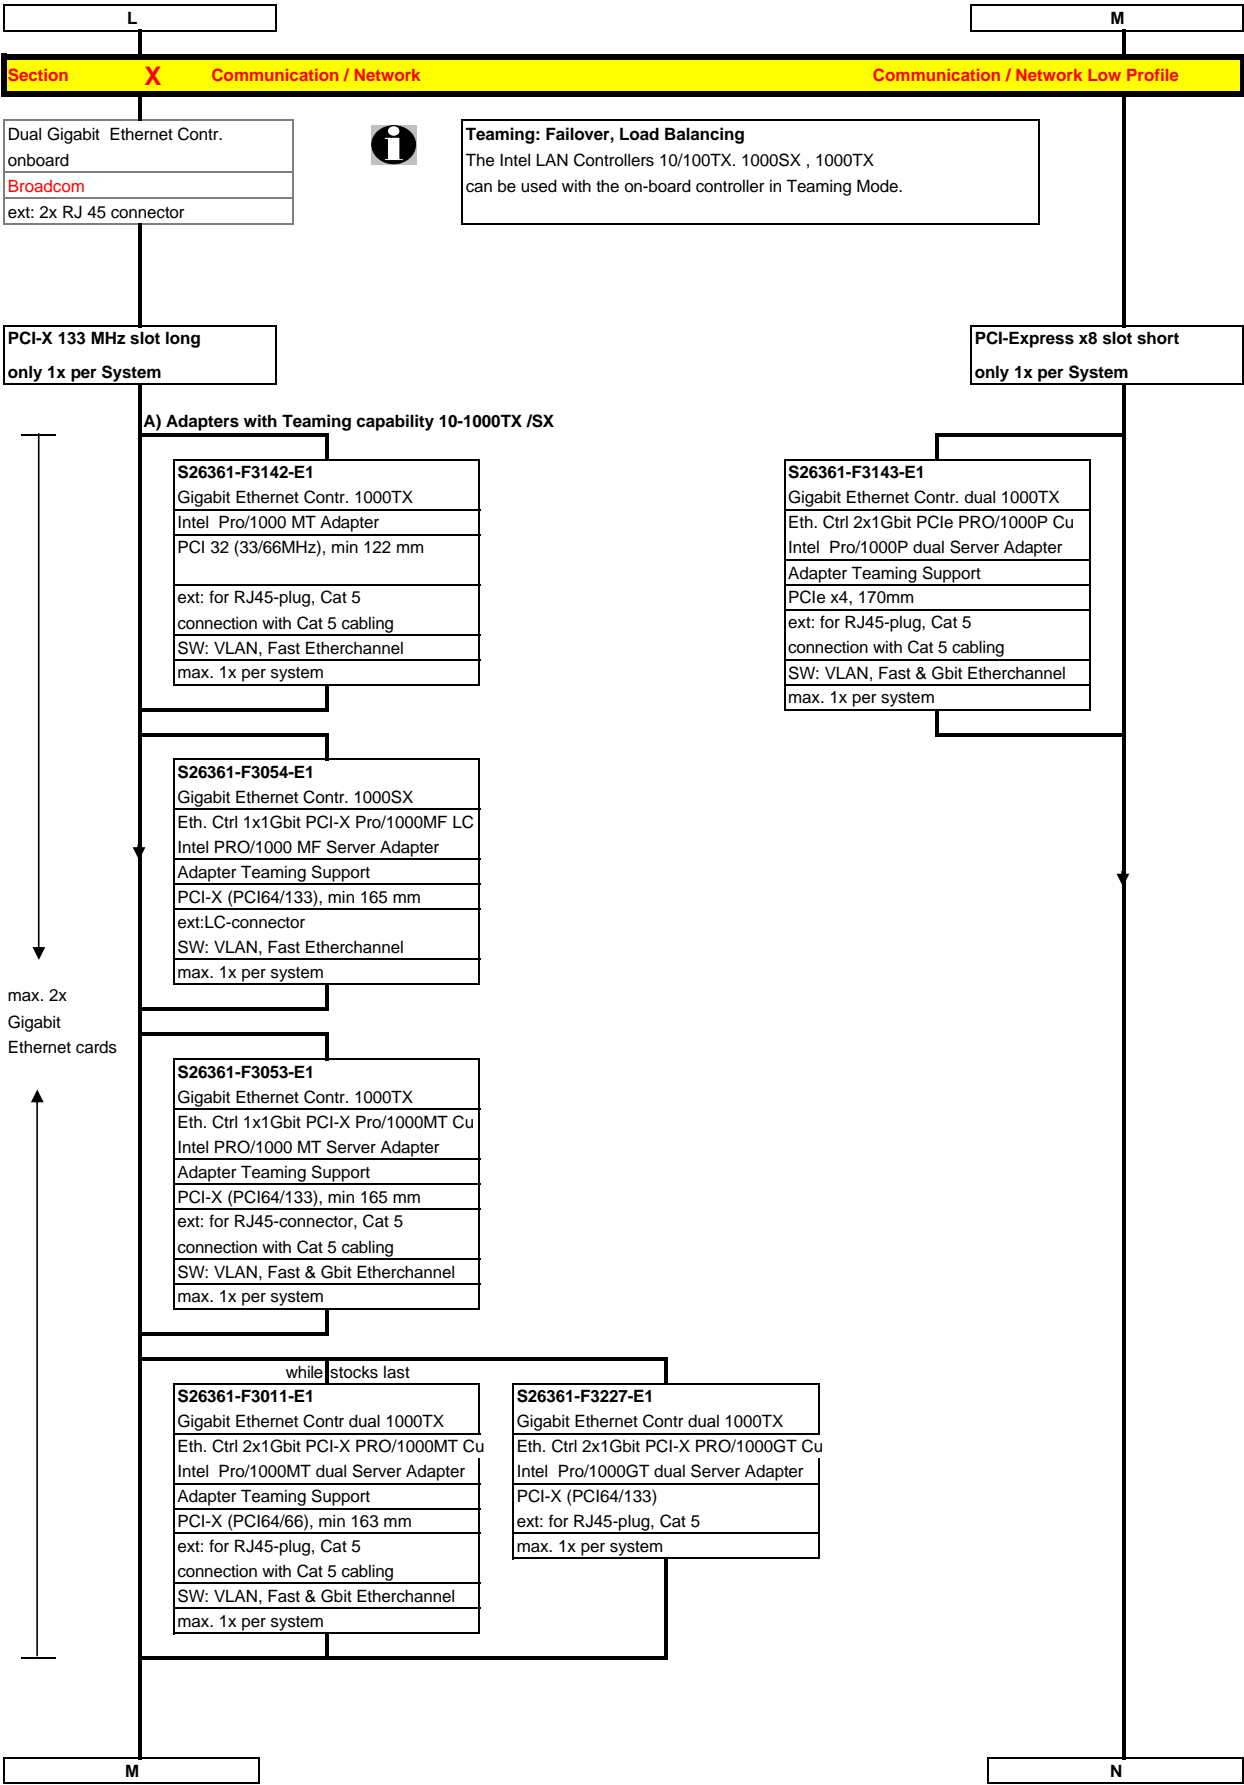 L
M
Section X Communication / Network Communication / Network Low Profile
Dual Gigabit Ethernet Contr.
onboard
Broadcom
ext: 2x RJ 45 connector
i
Teaming: Failover, Load Balancing
The Intel LAN Controllers 10/100TX. 1000SX , 1000TX
can be used with the on-board controller in Teaming Mode.
PCI-X 133 MHz slot long
only 1x per System
PCI-Express x8 slot short
only 1x per System
A) Adapters with Teaming capability 10-1000TX /SX
S26361-F3142-E1
Gigabit Ethernet Contr. 1000TX
Intel Pro/1000 MT Adapter
PCI 32 (33/66MHz), min 122 mm
ext: for RJ45-plug, Cat 5
connection with Cat 5 cabling
SW: VLAN, Fast Etherchannel
max. 1x per system
S26361-F3143-E1
Gigabit Ethernet Contr. dual 1000TX
Eth. Ctrl 2x1Gbit PCIe PRO/1000P Cu
Intel Pro/1000P dual Server Adapter
Adapter Teaming Support
PCIe x4, 170mm
ext: for RJ45-plug, Cat 5
connection with Cat 5 cabling
SW: VLAN, Fast & Gbit Etherchannel
max. 1x per system
S26361-F3054-E1
Gigabit Ethernet Contr. 1000SX
Eth. Ctrl 1x1Gbit PCI-X Pro/1000MF LC
Intel PRO/1000 MF Server Adapter
Adapter Teaming Support
PCI-X (PCI64/133), min 165 mm
ext:LC-connector
SW: VLAN, Fast Etherchannel
max. 1x per system
max. 2x
Gigabit
Ethernet cards
S26361-F3053-E1
Gigabit Ethernet Contr. 1000TX
Eth. Ctrl 1x1Gbit PCI-X Pro/1000MT Cu
Intel PRO/1000 MT Server Adapter
Adapter Teaming Support
PCI-X (PCI64/133), min 165 mm
ext: for RJ45-connector, Cat 5
connection with Cat 5 cabling
SW: VLAN, Fast & Gbit Etherchannel
max. 1x per system
while stocks last
S26361-F3011-E1
Gigabit Ethernet Contr dual 1000TX
Eth. Ctrl 2x1Gbit PCI-X PRO/1000MT Cu
Intel Pro/1000MT dual Server Adapter
Adapter Teaming Support
PCI-X (PCI64/66), min 163 mm
ext: for RJ45-plug, Cat 5
connection with Cat 5 cabling
SW: VLAN, Fast & Gbit Etherchannel
max. 1x per system
S26361-F3227-E1
Gigabit Ethernet Contr dual 1000TX
Eth. Ctrl 2x1Gbit PCI-X PRO/1000GT Cu
Intel Pro/1000GT dual Server Adapter
PCI-X (PCI64/133)
ext: for RJ45-plug, Cat 5
max. 1x per system
M
N